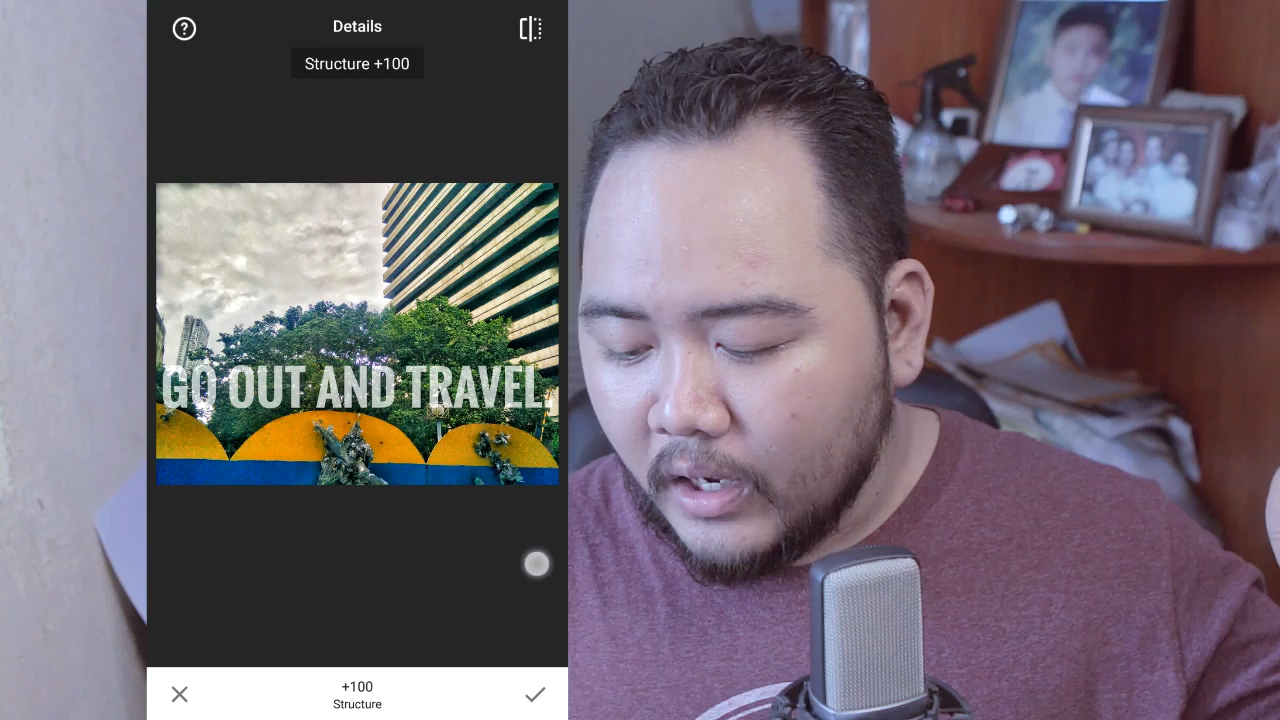 Details
Structure +100
GO OUT AND TRAVEL.
+100
Structure